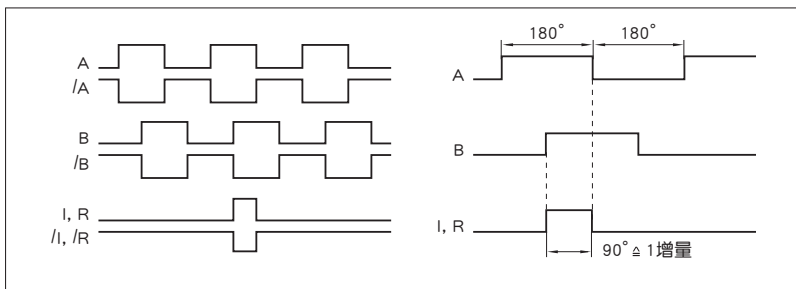 A
/A
B
/B
I, R
/I, /R
180° 180°
A
B
I, R
90° ≙ 1增量